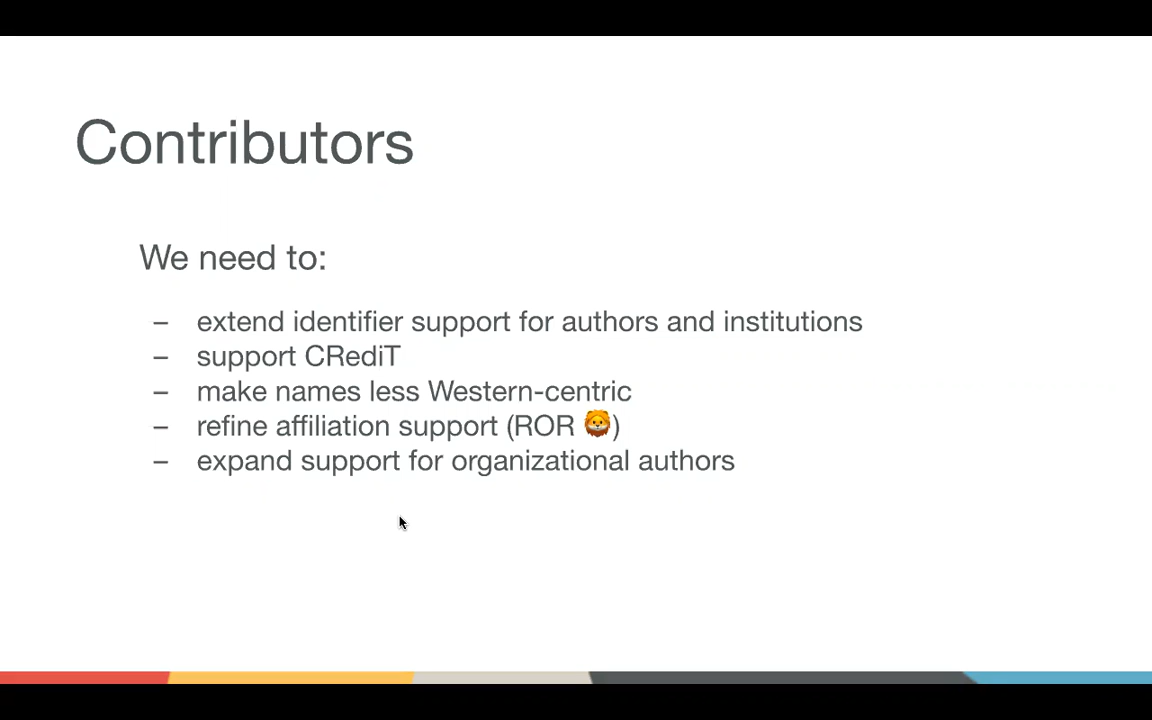 Contributors
We need to:
– extend identifier support for authors and institutions
– support CRediT
– make names less Western-centric
– refine affiliation support (ROR 🦁)
– expand support for organizational authors